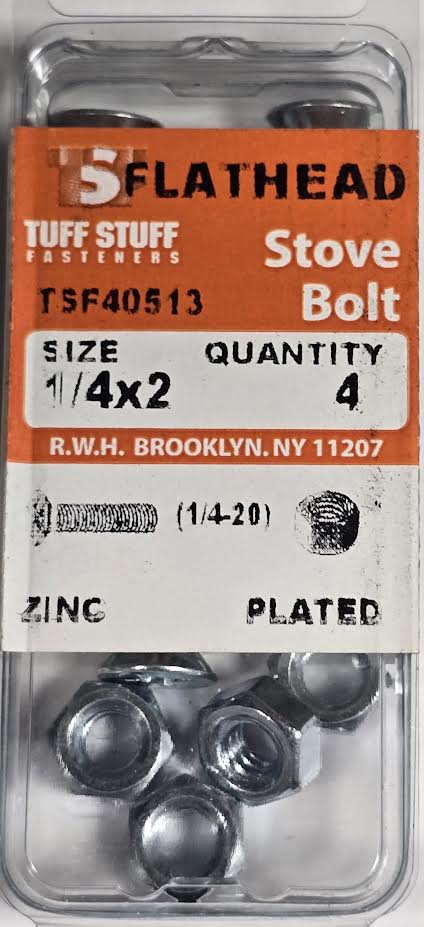 TS FLATHEAD
TUFF STUFF
FASTENERS
Stove
Bolt
TSF40513
SIZE QUANTITY
1/4x2 4
R.W.H. BROOKLYN. NY 11207
(1/4-20)
ZINC PLATED